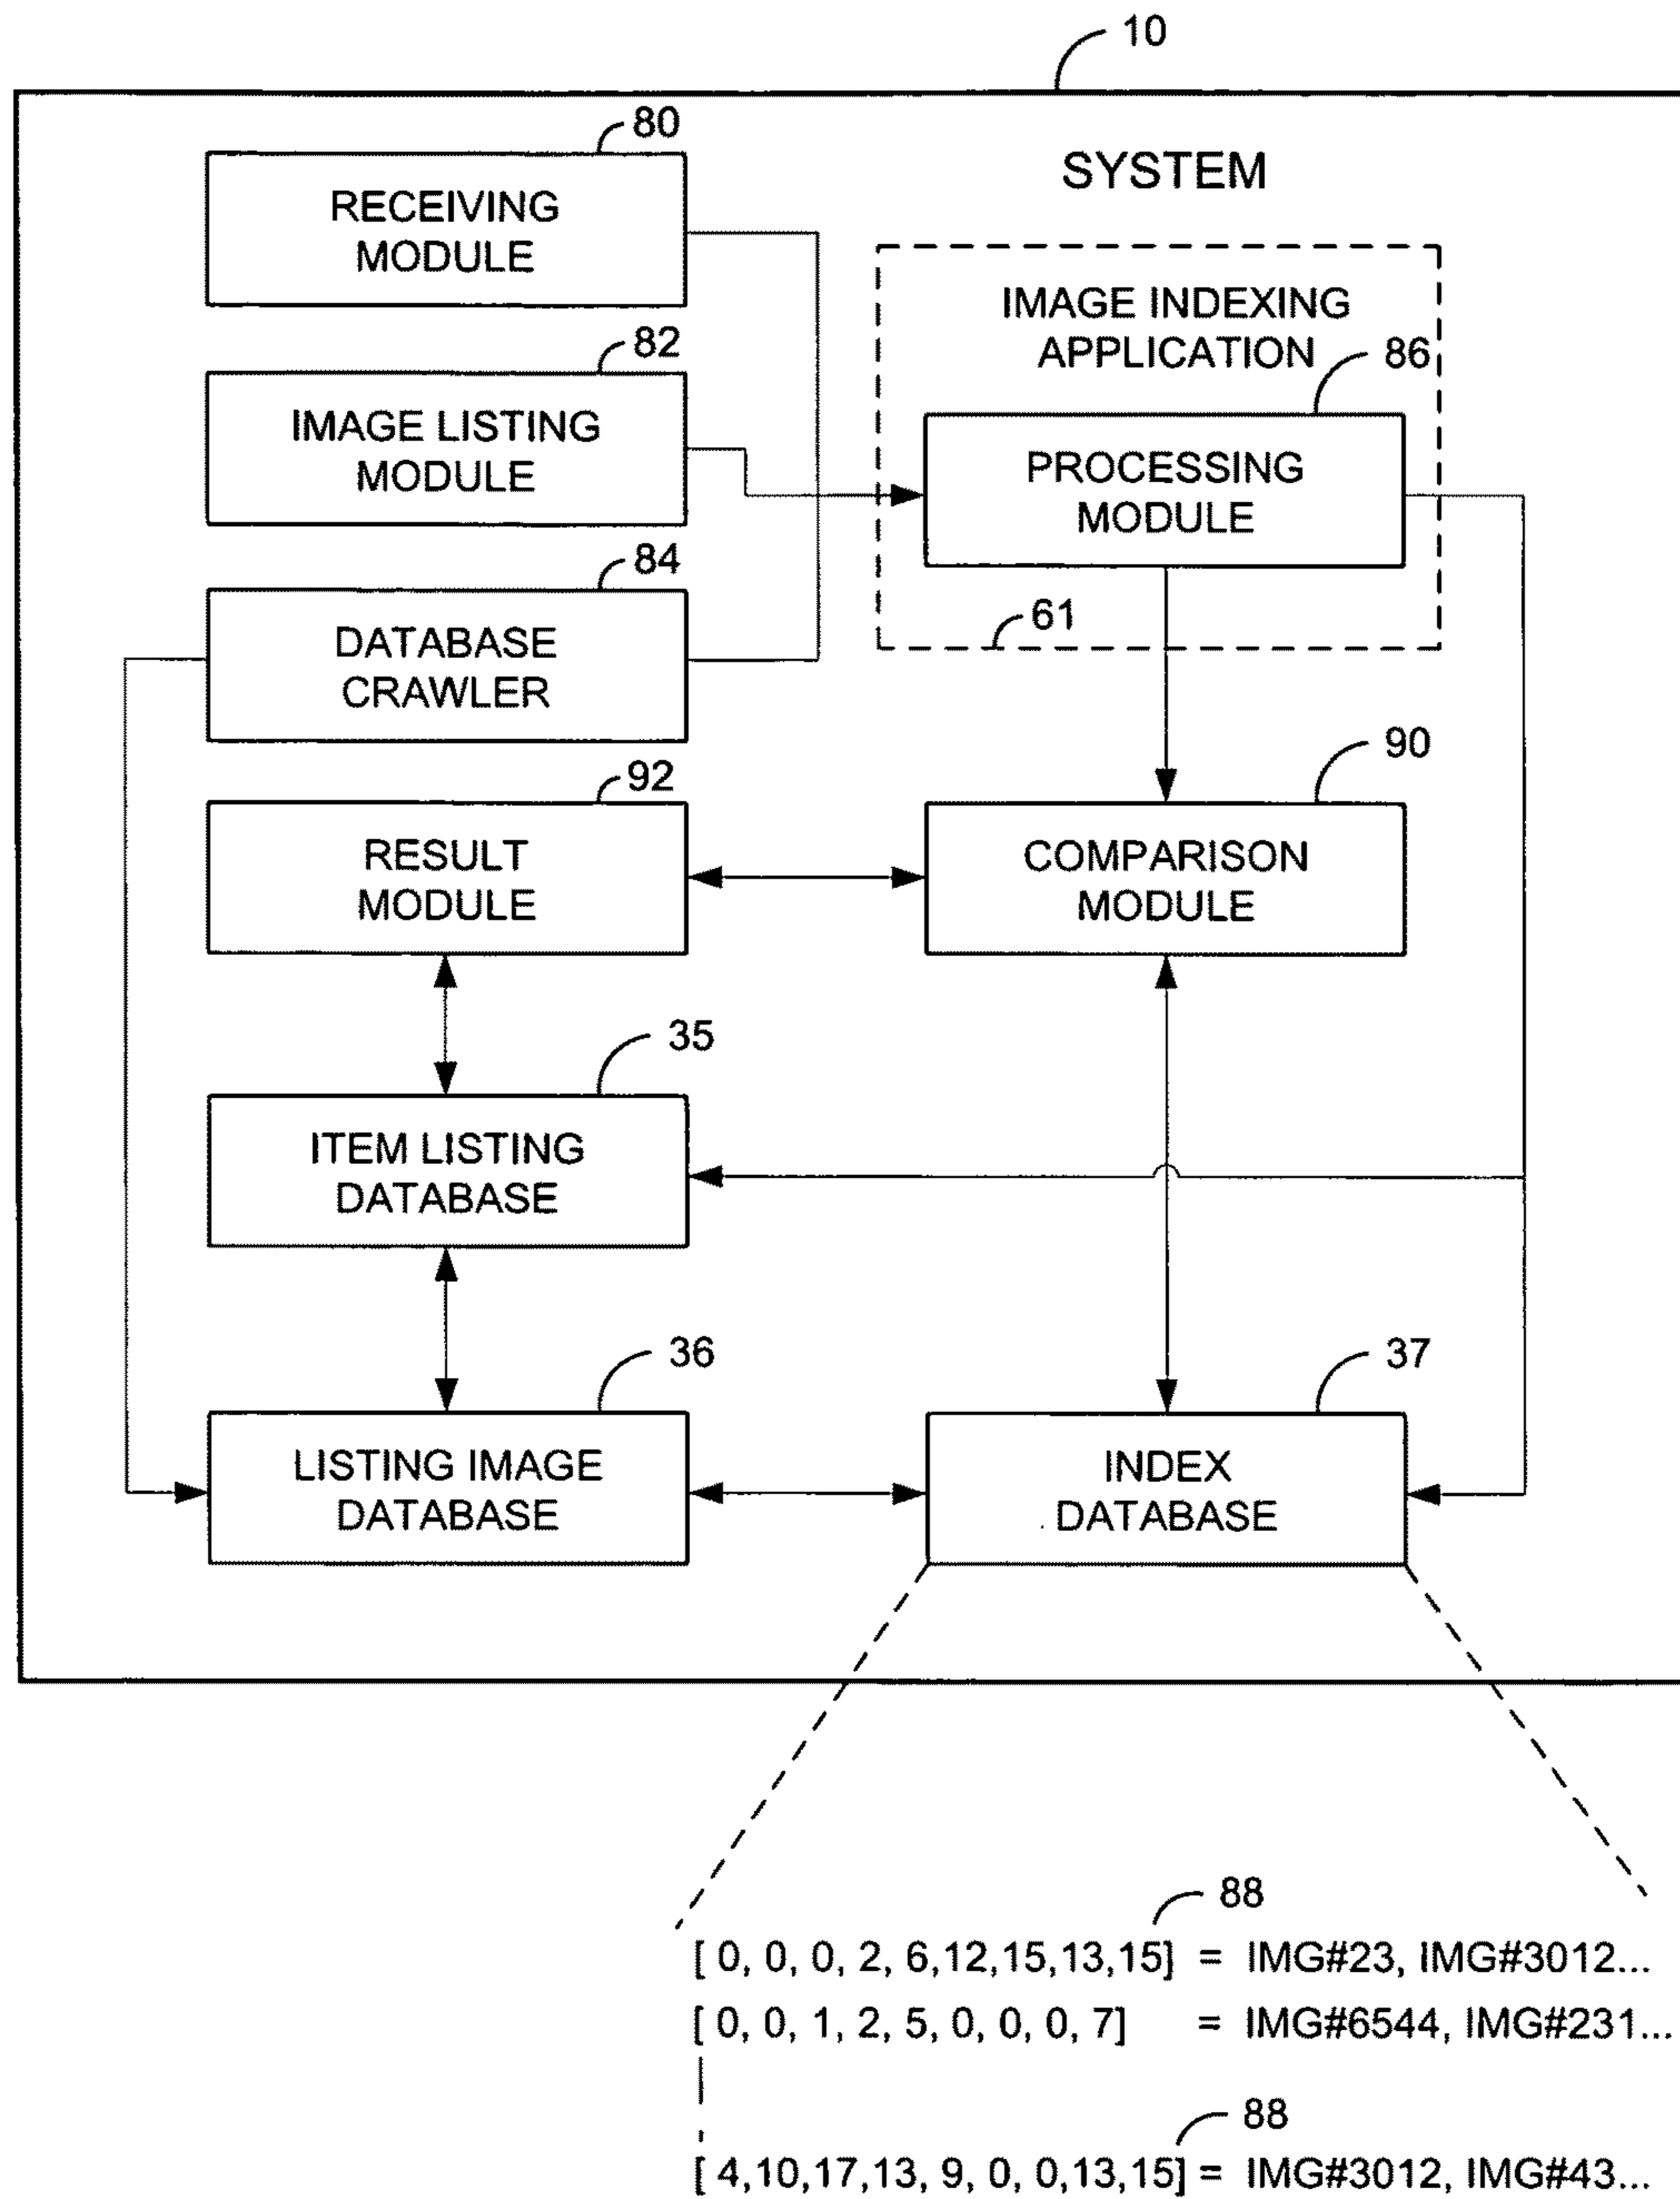 10
SYSTEM
80
RECEIVING
MODULE
82
IMAGE LISTING
MODULE
84
DATABASE
CRAWLER
IMAGE INDEXING
APPLICATION
86
PROCESSING
MODULE
61
92
RESULT
MODULE
90
COMPARISON
MODULE
35
ITEM LISTING
DATABASE
36
LISTING IMAGE
DATABASE
37
INDEX
DATABASE
88
[ 0, 0, 0, 2, 6,12,15,13,15] = IMG#23, IMG#3012...
[ 0, 0, 1, 2, 5, 0, 0, 0, 7] = IMG#6544, IMG#231...
88
[ 4,10,17,13, 9, 0, 0,13,15] = IMG#3012, IMG#43...